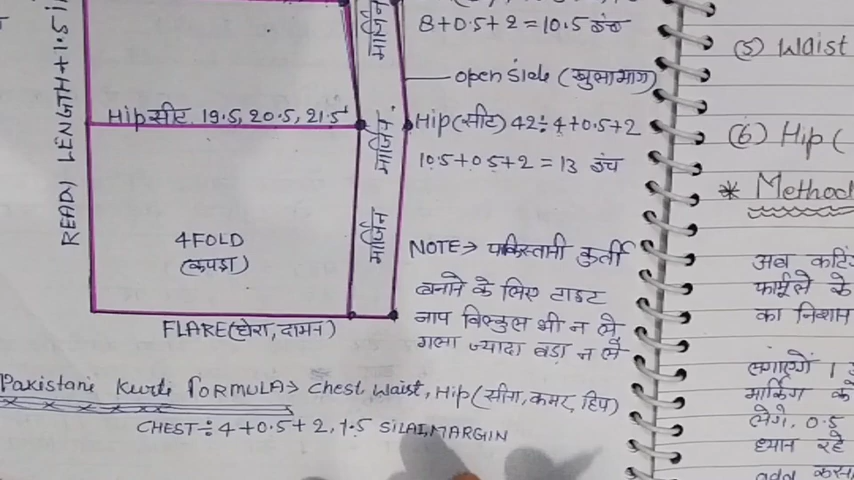 READY LENGTH + 1.5 i
मार्जिन
8+0.5+2=10.5 इंच
open side (खुलाभाग)
Hip सीट. 19.5, 20.5, 21.5
मार्जिन
Hip(सीट) 42÷4+0.5+2
10.5+0.5+2=13 इंच
मार्जिन
4FOLD
(कपड़ा)
NOTE→ पाकिस्तानी कुर्ती
बनाने के लिए टाइट
नाप बिल्कुल भी न ले
गला ज्यादा बड़ा न लें
FLARE(घेरा,दामन)
Pakistani Kurti FORMULA→ Chest, Waist, Hip(सीना,कमर,हिप)
CHEST÷4+0.5+2, 1.5 SILAI MARGIN
(5) Waist
(6) Hip (
* Method
अब कटिं
फार्मूले के
का निशान
लगाएगें 1
मार्किंग के
लेगे, 0.5
ध्यान रहे